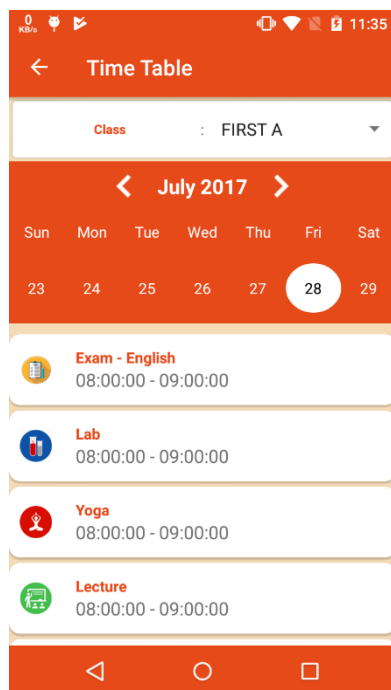 0
KB/s
11:35
Time Table
Class : FIRST A
July 2017
Sun Mon Tue Wed Thu Fri Sat
23 24 25 26 27 28 29
Exam - English
08:00:00 - 09:00:00
Lab
08:00:00 - 09:00:00
Yoga
08:00:00 - 09:00:00
Lecture
08:00:00 - 09:00:00